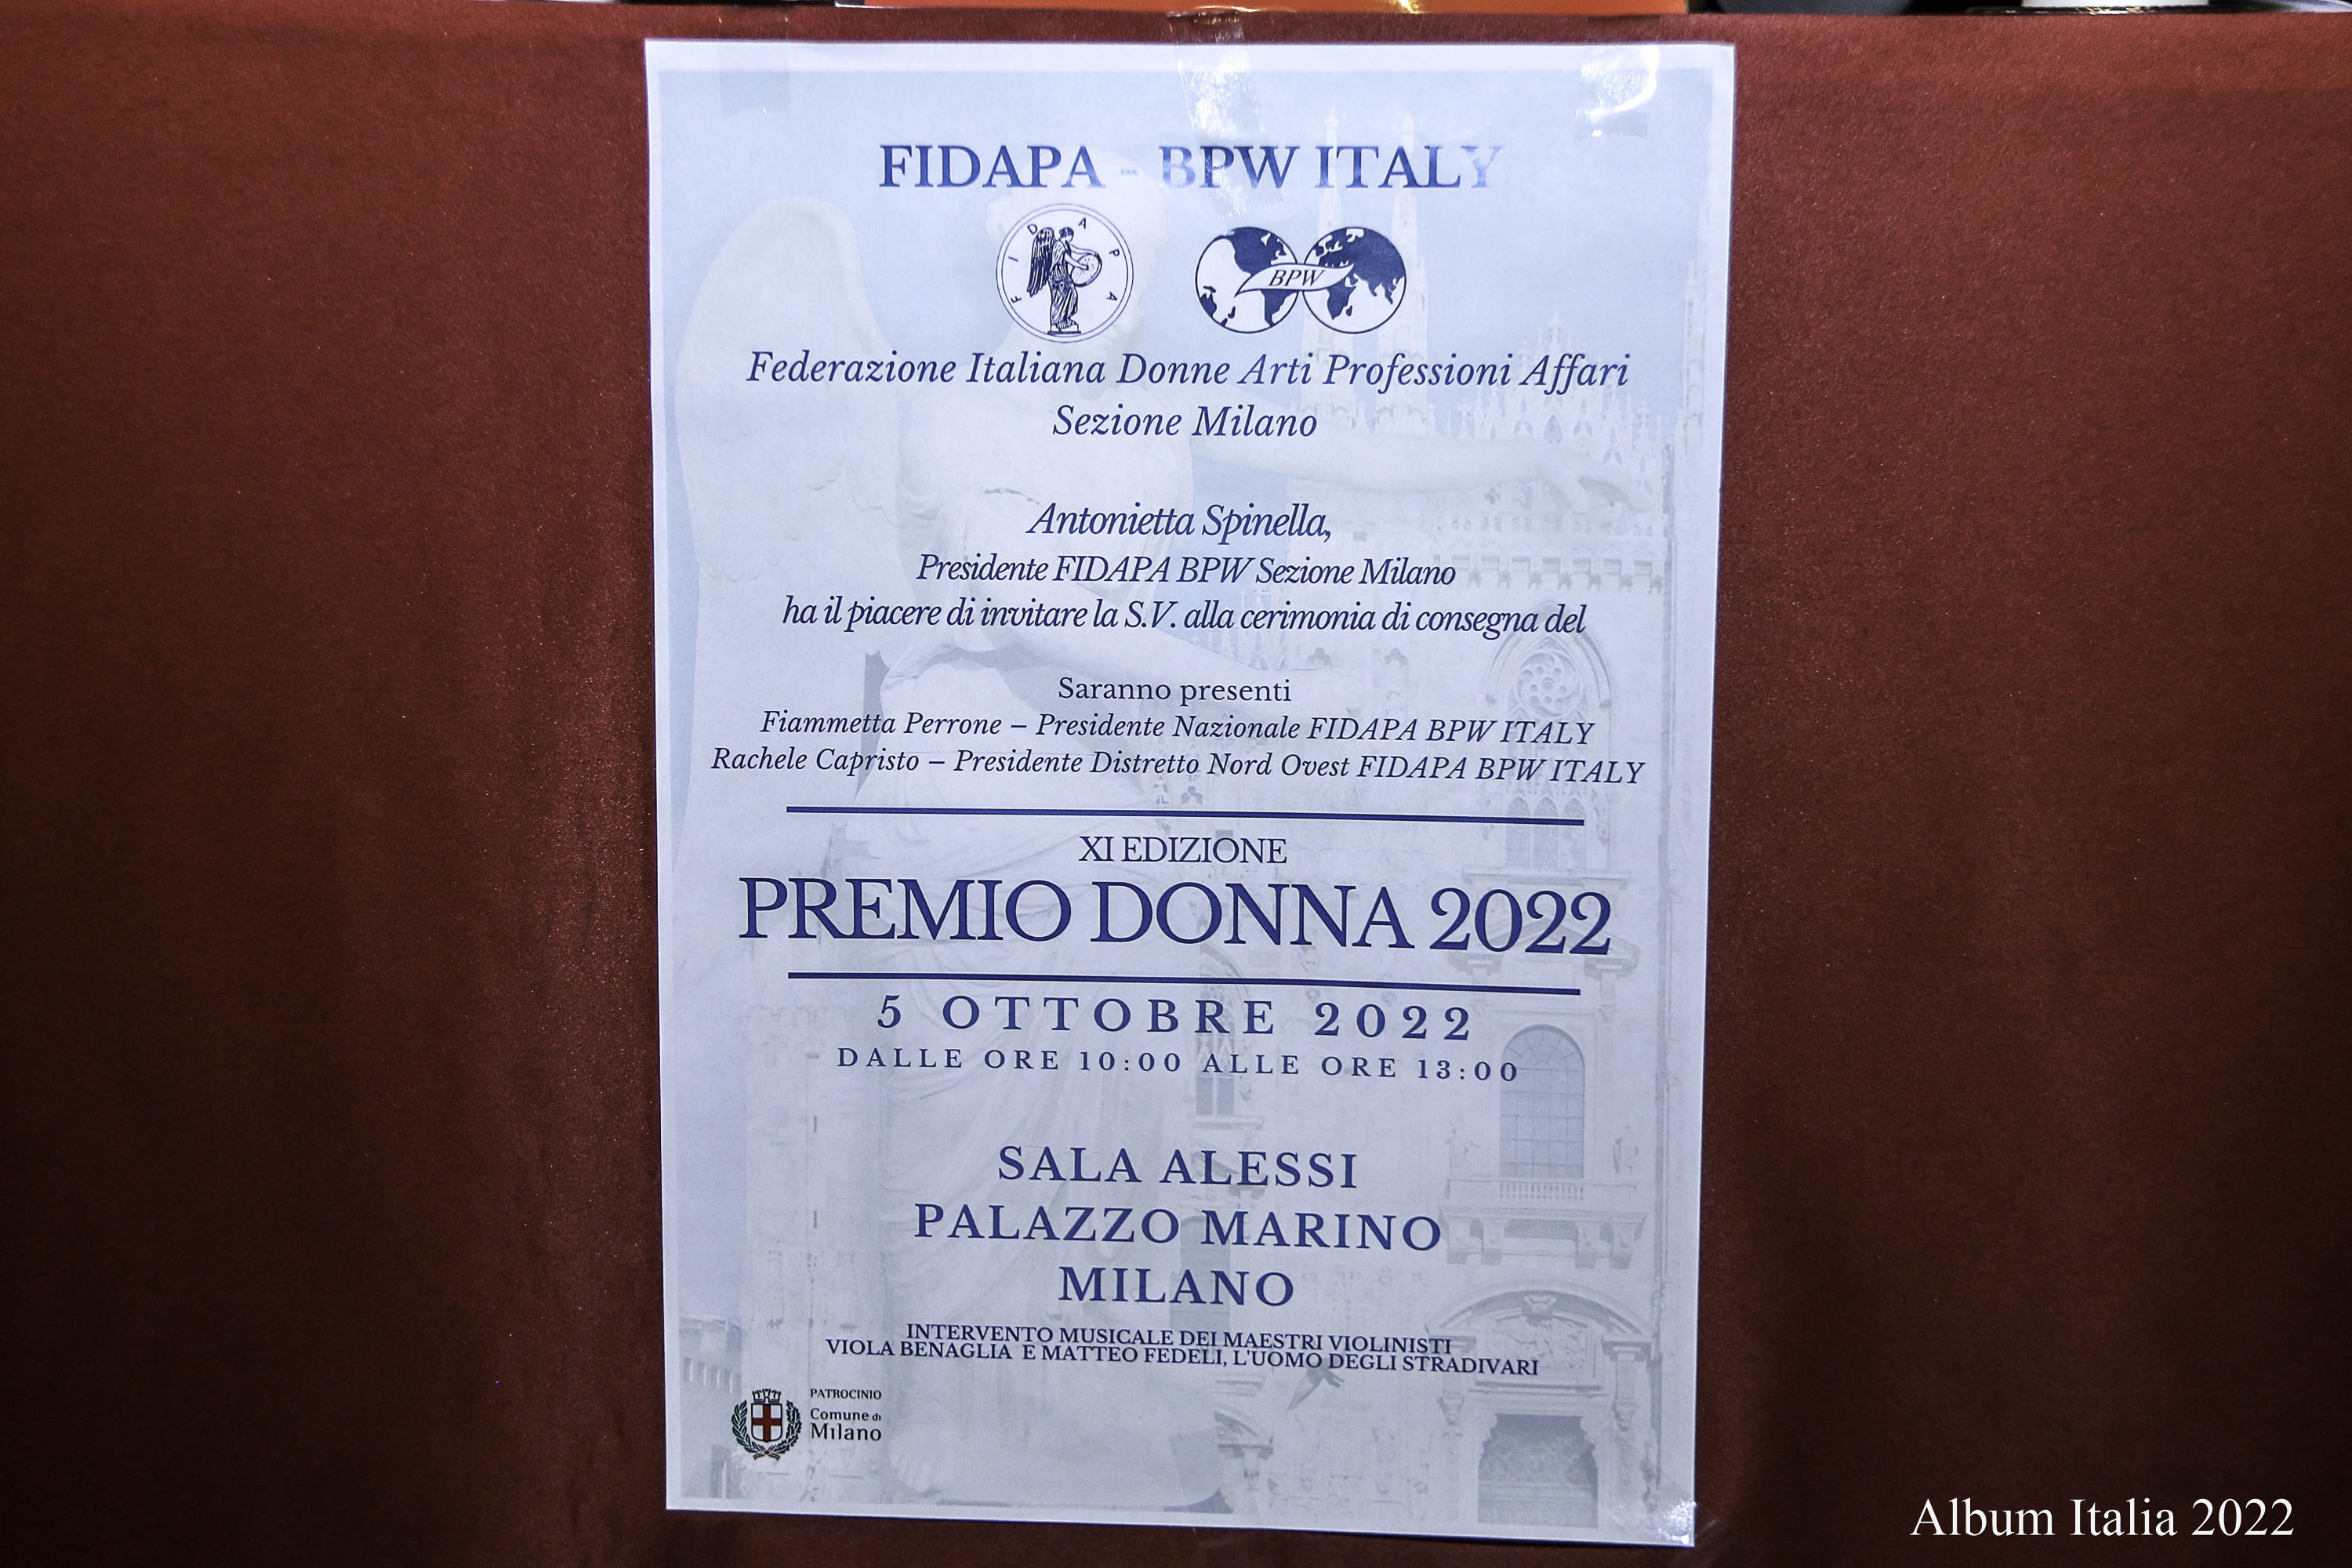 FIDAPA - BPW ITALY
FIDAPA
BPW
Federazione Italiana Donne Arti Professioni Affari
Sezione Milano
Antonietta Spinella,
Presidente FIDAPA BPW Sezione Milano
ha il piacere di invitare la S.V. alla cerimonia di consegna del
Saranno presenti
Fiammetta Perrone – Presidente Nazionale FIDAPA BPW ITALY
Rachele Capristo – Presidente Distretto Nord Ovest FIDAPA BPW ITALY
XI EDIZIONE
PREMIO DONNA 2022
5 OTTOBRE 2022
DALLE ORE 10:00 ALLE ORE 13:00
SALA ALESSI
PALAZZO MARINO
MILANO
INTERVENTO MUSICALE DEI MAESTRI VIOLINISTI
VIOLA BENAGLIA E MATTEO FEDELI, L'UOMO DEGLI STRADIVARI
PATROCINIO
Comune di
Milano
Album Italia 2022